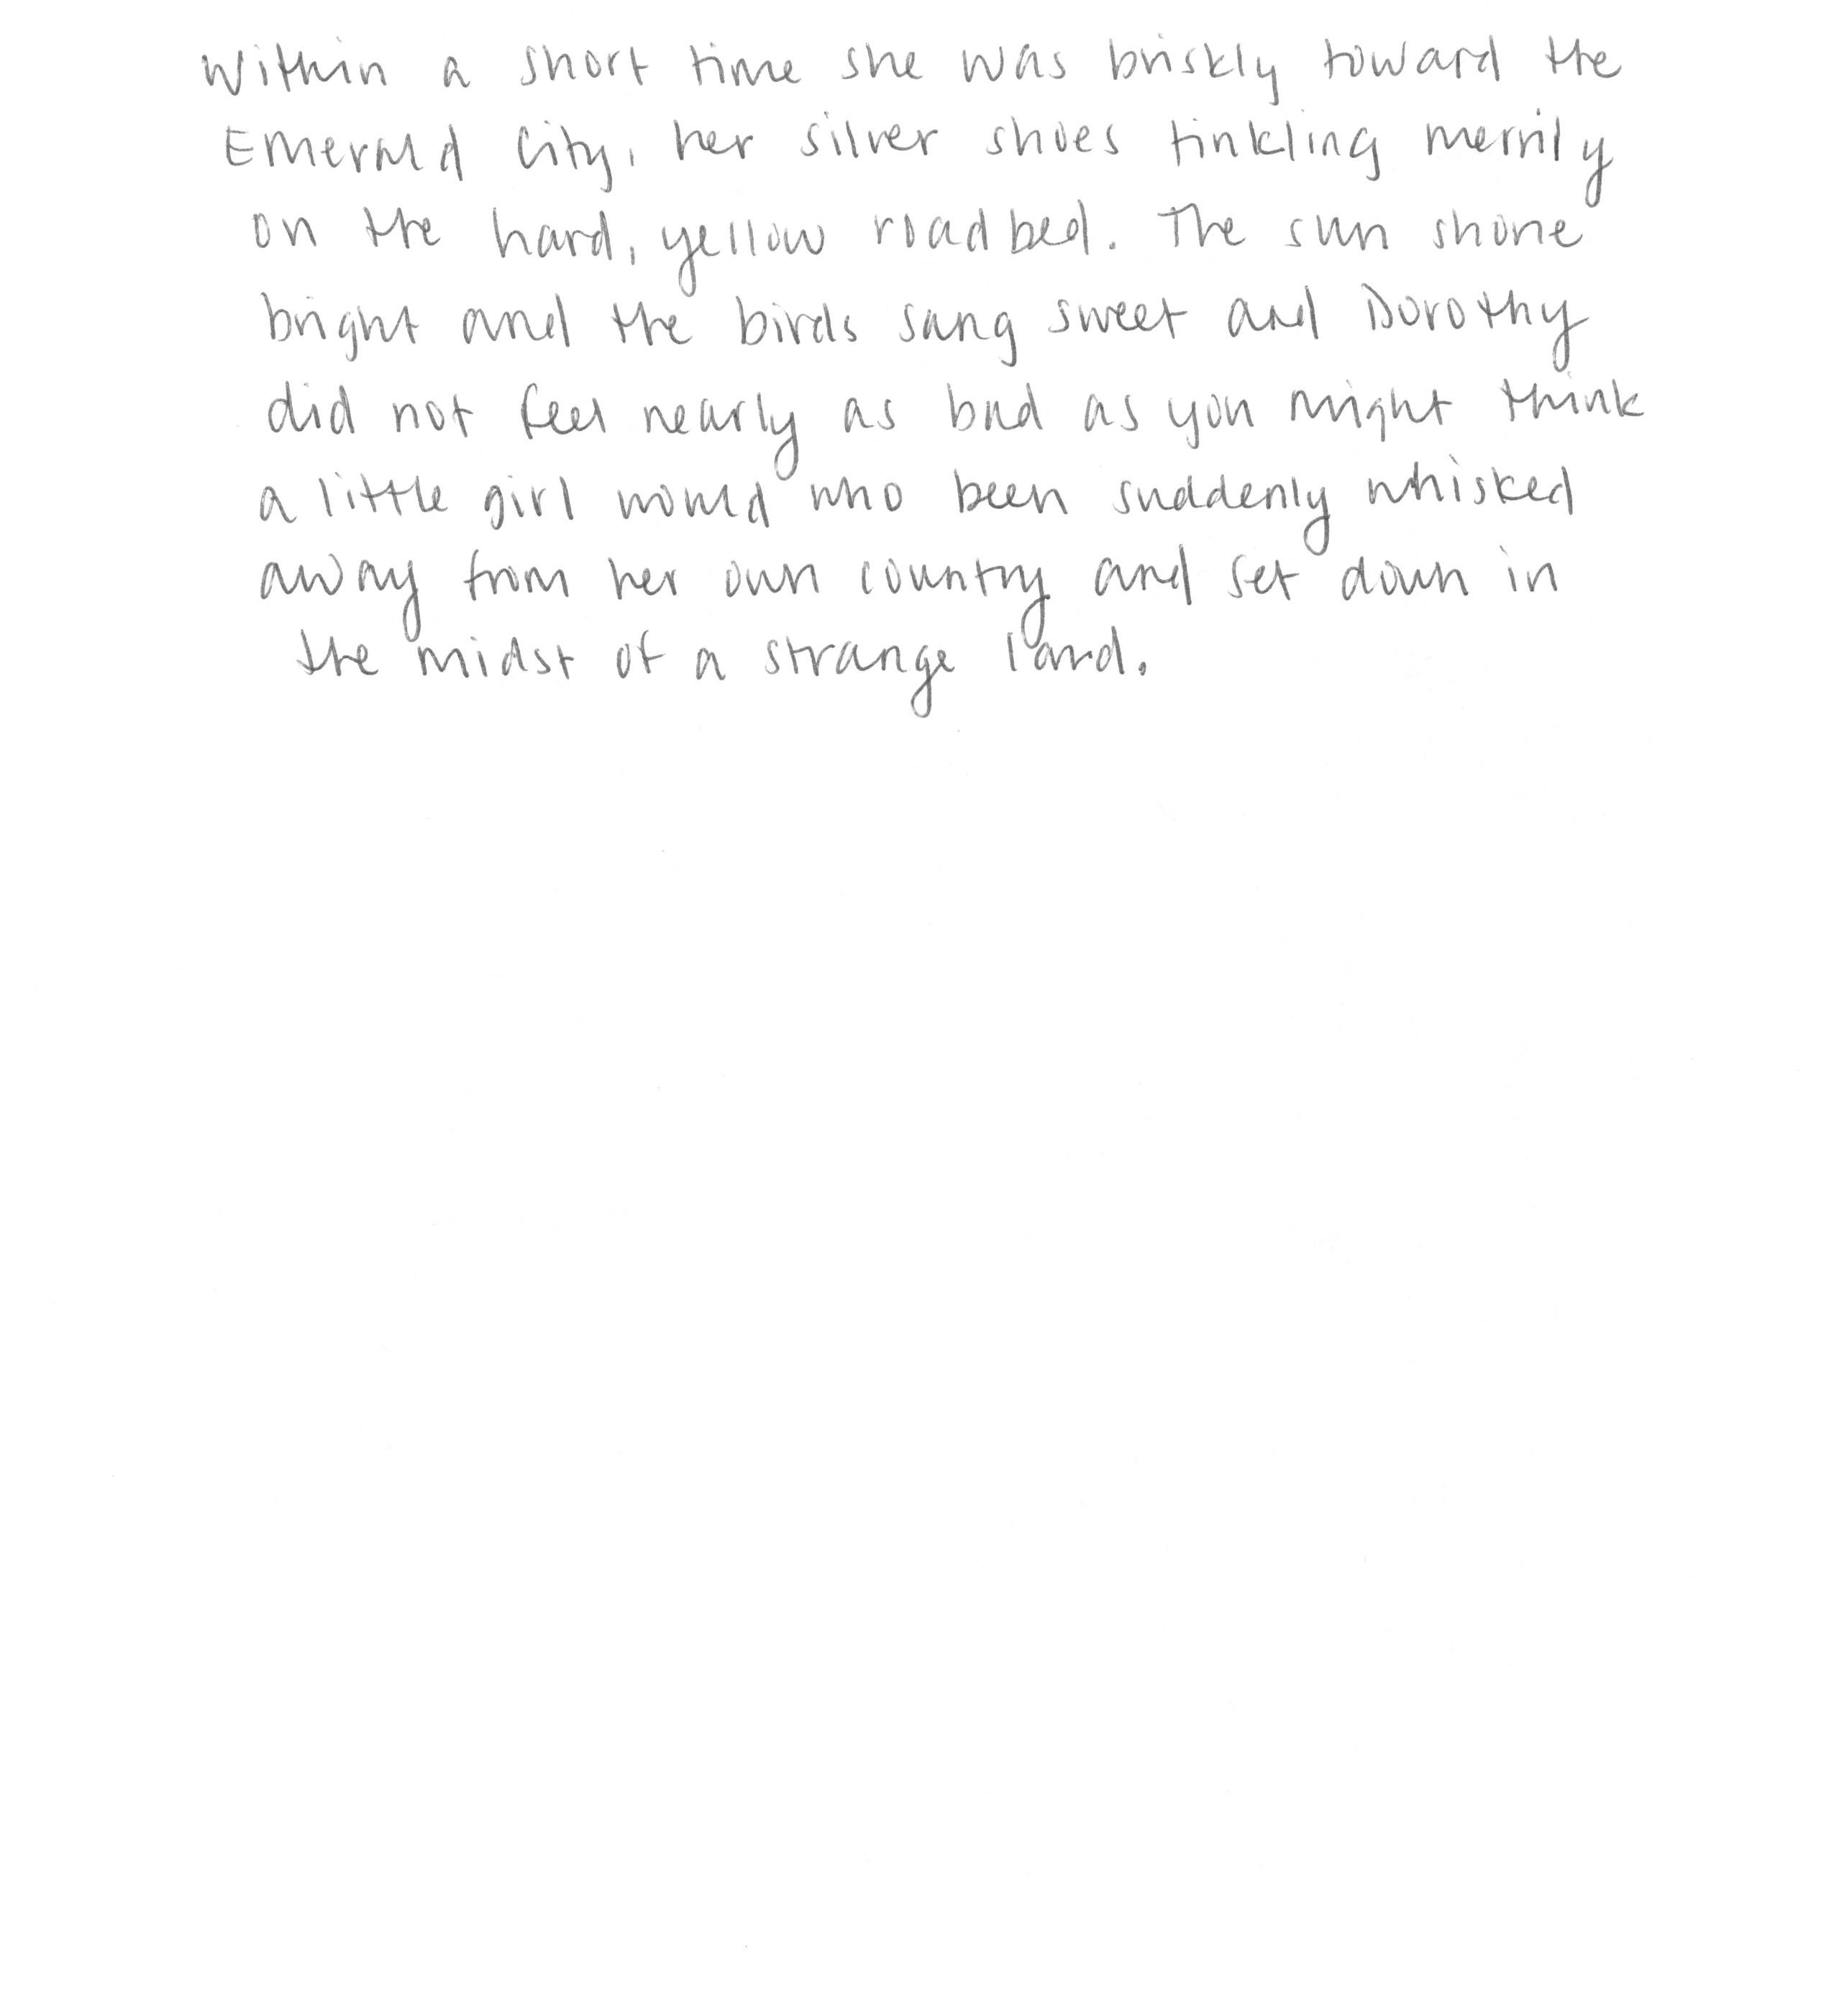 Within a short time she was briskly toward the
Emerald City, her silver shoes tinkling merrily
on the hard, yellow roadbed. The sun shone
bright and the birds sang sweet and Dorothy
did not feel nearly as bad as you might think
a little girl would who been suddenly whisked
away from her own country and set down in
the midst of a strange land.